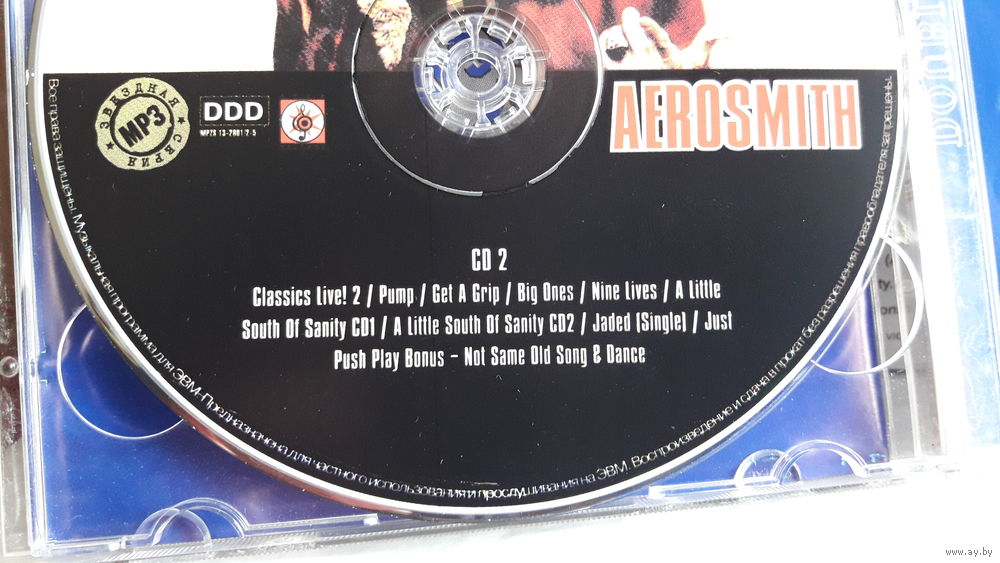 ЗВЕЗДНАЯ
MP3
СЕРИЯ
DDD
AEROSMITH
CD 2
Classics Live! 2 / Pump / Get A Grip / Big Ones / Nine Lives / A Little
South Of Sanity CD1 / A Little South Of Sanity CD2 / Jaded (Single) / Just
Push Play Bonus – Not Same Old Song & Dance
Все права защищены. Музыкальная программа для ЭВМ. Предназначена для частного использования и прослушивания на ЭВМ. Воспроизведение и сдача в прокат без разрешения правообладателя запрещены.
www.ay.by